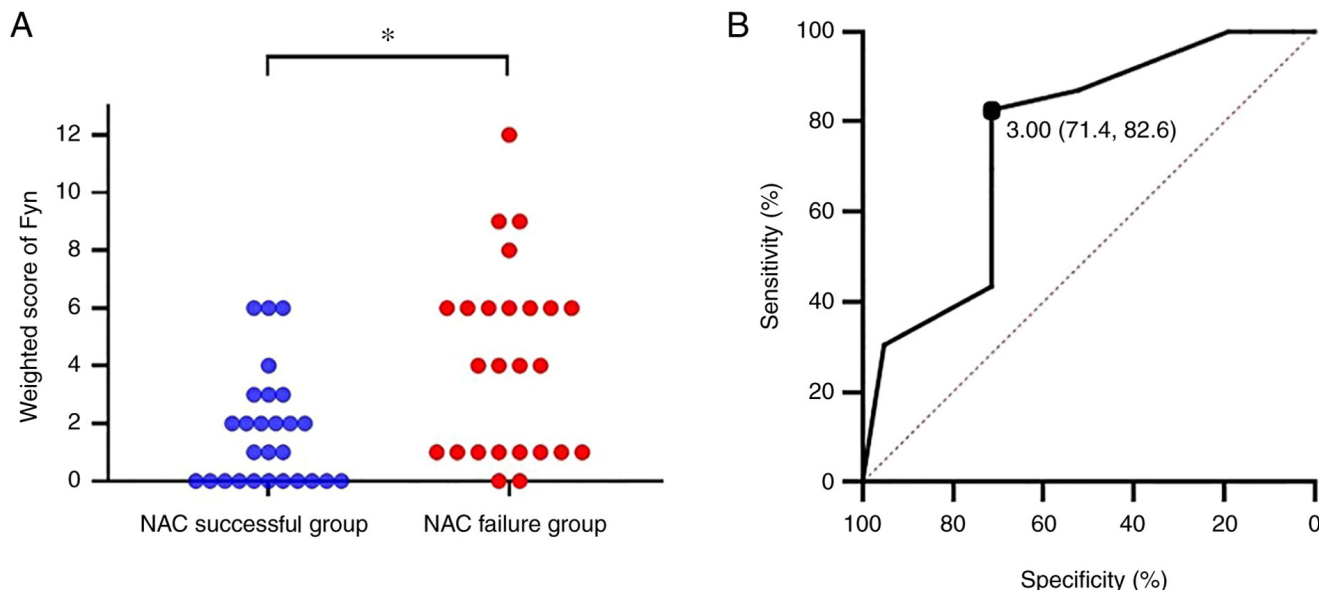 A
*
Weighted score of Fyn
12
10
8
6
4
2
0
NAC successful group
NAC failure group
B
Sensitivity (%)
100
80
60
40
20
0
3.00 (71.4, 82.6)
100 80 60 40 20 0
Specificity (%)